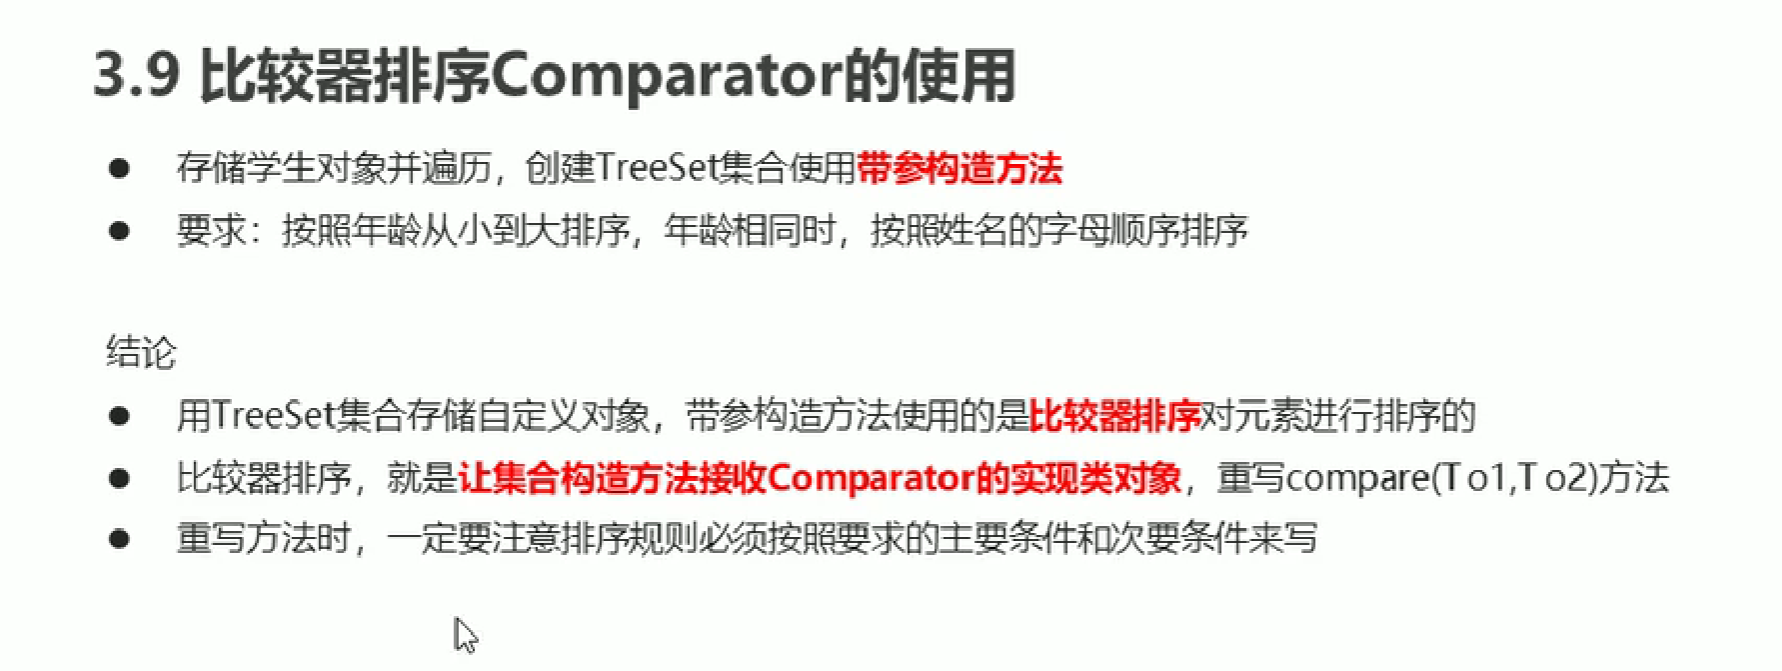 3.9 比较器排序Comparator的使用
● 存储学生对象并遍历，创建TreeSet集合使用带参构造方法
● 要求：按照年龄从小到大排序，年龄相同时，按照姓名的字母顺序排序
结论
● 用TreeSet集合存储自定义对象，带参构造方法使用的是比较器排序对元素进行排序的
● 比较器排序，就是让集合构造方法接收Comparator的实现类对象，重写compare(T o1,T o2)方法
● 重写方法时，一定要注意排序规则必须按照要求的主要条件和次要条件来写